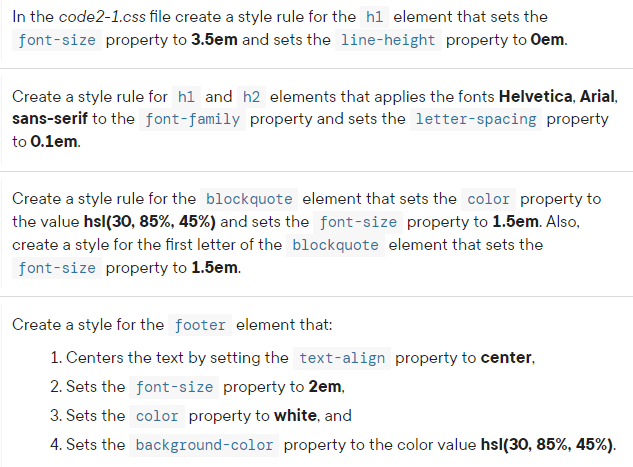 In the code2-1.css file create a style rule for the h1 element that sets the
font-size property to 3.5em and sets the line-height property to 0em.
Create a style rule for h1 and h2 elements that applies the fonts Helvetica, Arial,
sans-serif to the font-family property and sets the letter-spacing property
to 0.1em.
Create a style rule for the blockquote element that sets the color property to
the value hsl(30, 85%, 45%) and sets the font-size property to 1.5em. Also,
create a style for the first letter of the blockquote element that sets the
font-size property to 1.5em.
Create a style for the footer element that:
1. Centers the text by setting the text-align property to center,
2. Sets the font-size property to 2em,
3. Sets the color property to white, and
4. Sets the background-color property to the color value hsl(30, 85%, 45%).